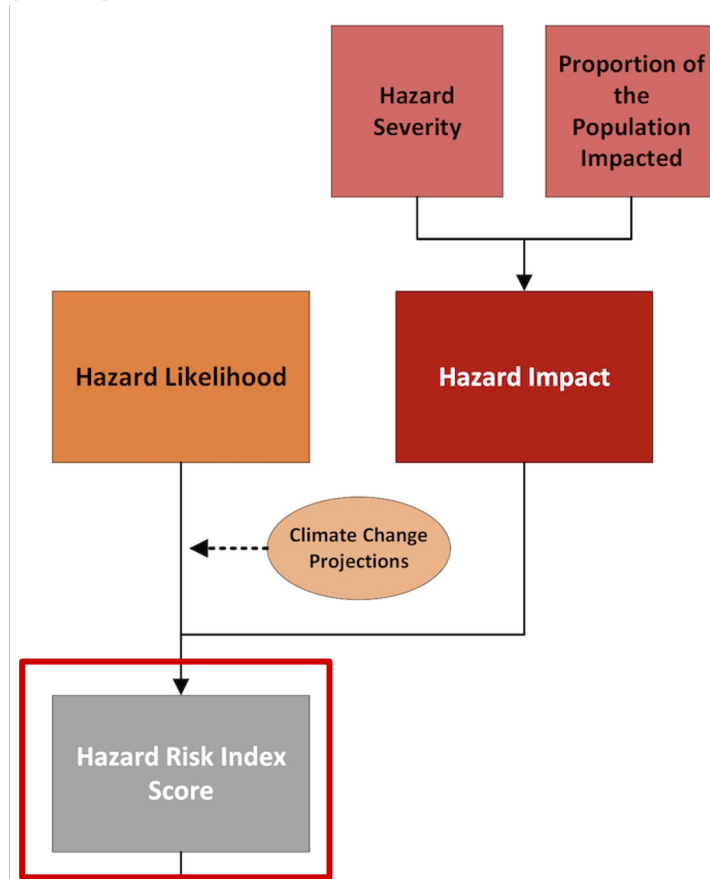 Hazard
Severity
Proportion of
the
Population
Impacted
Hazard Likelihood
Hazard Impact
Climate Change
Projections
Hazard Risk Index
Score